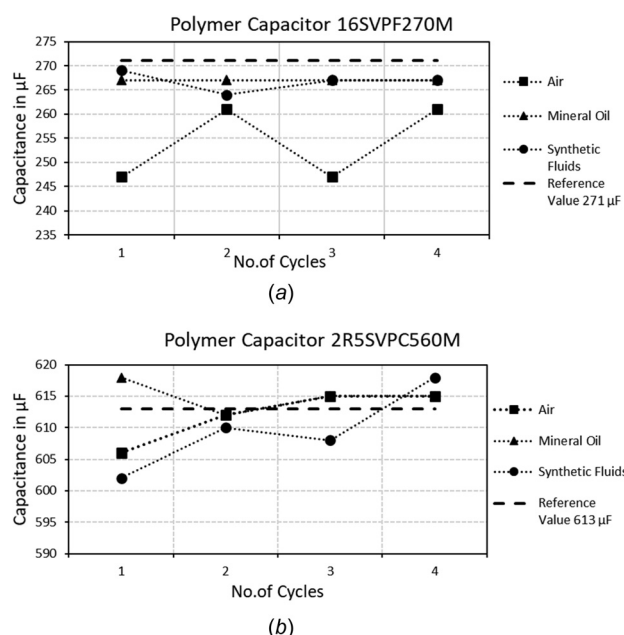 Polymer Capacitor 16SVPF270M
275
270
265
260
255
250
245
240
235
Capacitance in µF
1
2
3
4
No.of Cycles
Air
Mineral Oil
Synthetic
Fluids
Reference
Value 271 µF
(a)
Polymer Capacitor 2R5SVPC560M
620
615
610
605
600
595
590
Capacitance in µF
1
2
3
4
No.of Cycles
Air
Mineral Oil
Synthetic Fluids
Reference
Value 613 µF
(b)